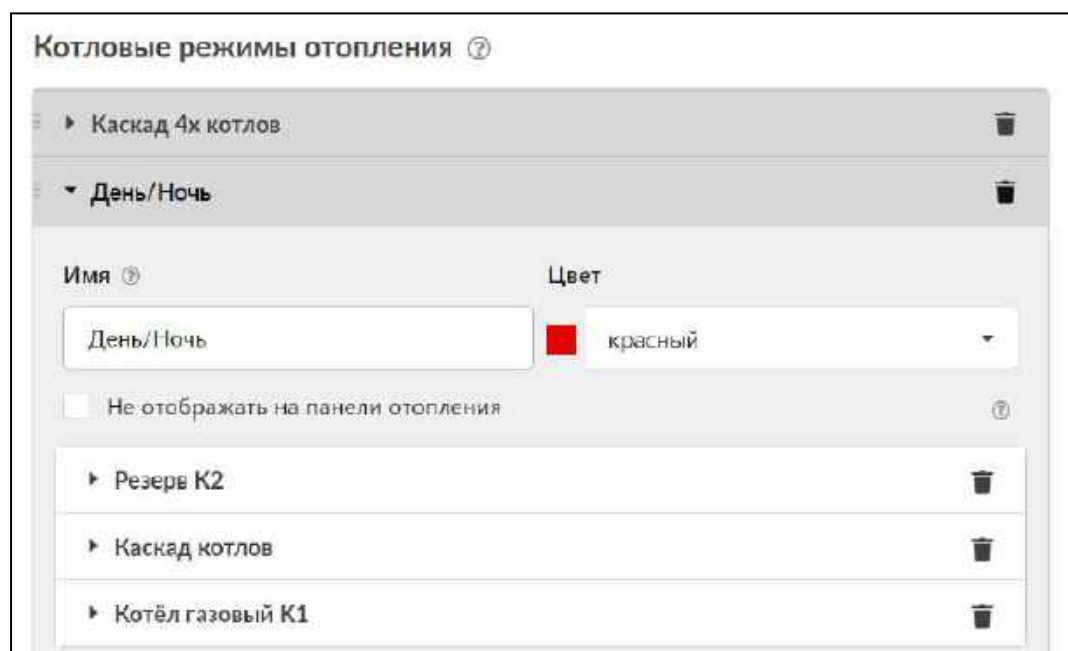 Котловые режимы отопления ?
Каскад 4х котлов
День/Ночь
Имя ? Цвет
День/Ночь красный
Не отображать на панели отопления ?
Резерв К2
Каскад котлов
Котёл газовый К1